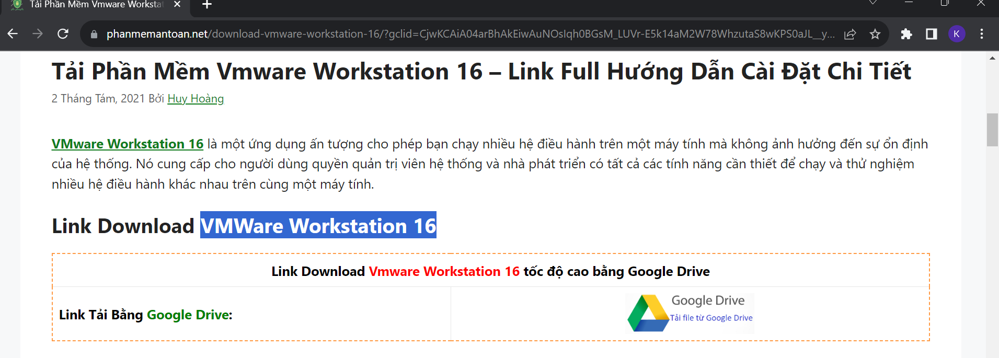 Tải Phần Mềm Vmware Workstat
phanmemantoan.net/download-vmware-workstation-16/?gclid=CjwKCAiA04arBhAkEiwAuNOsIqh0BGsM_LUVr-E5k14aM2W78WhzutaS8wKPS0aJL__y...
K
Tải Phần Mềm Vmware Workstation 16 – Link Full Hướng Dẫn Cài Đặt Chi Tiết
2 Tháng Tám, 2021 Bởi Huy Hoàng
VMware Workstation 16 là một ứng dụng ấn tượng cho phép bạn chạy nhiều hệ điều hành trên một máy tính mà không ảnh hưởng đến sự ổn định
của hệ thống. Nó cung cấp cho người dùng quyền quản trị viên hệ thống và nhà phát triển có tất cả các tính năng cần thiết để chạy và thử nghiệm
nhiều hệ điều hành khác nhau trên cùng một máy tính.
Link Download VMWare Workstation 16
Link Download Vmware Workstation 16 tốc độ cao bằng Google Drive
Link Tải Bằng Google Drive:
Google Drive
Tải file từ Google Drive